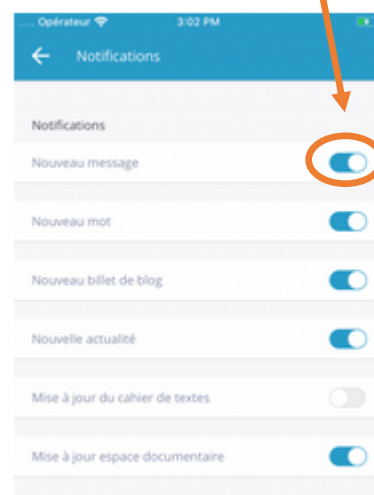 .... Opérateur 3:02 PM
Notifications
Notifications
Nouveau message
Nouveau mot
Nouveau billet de blog
Nouvelle actualité
Mise à jour du cahier de textes
Mise à jour espace documentaire